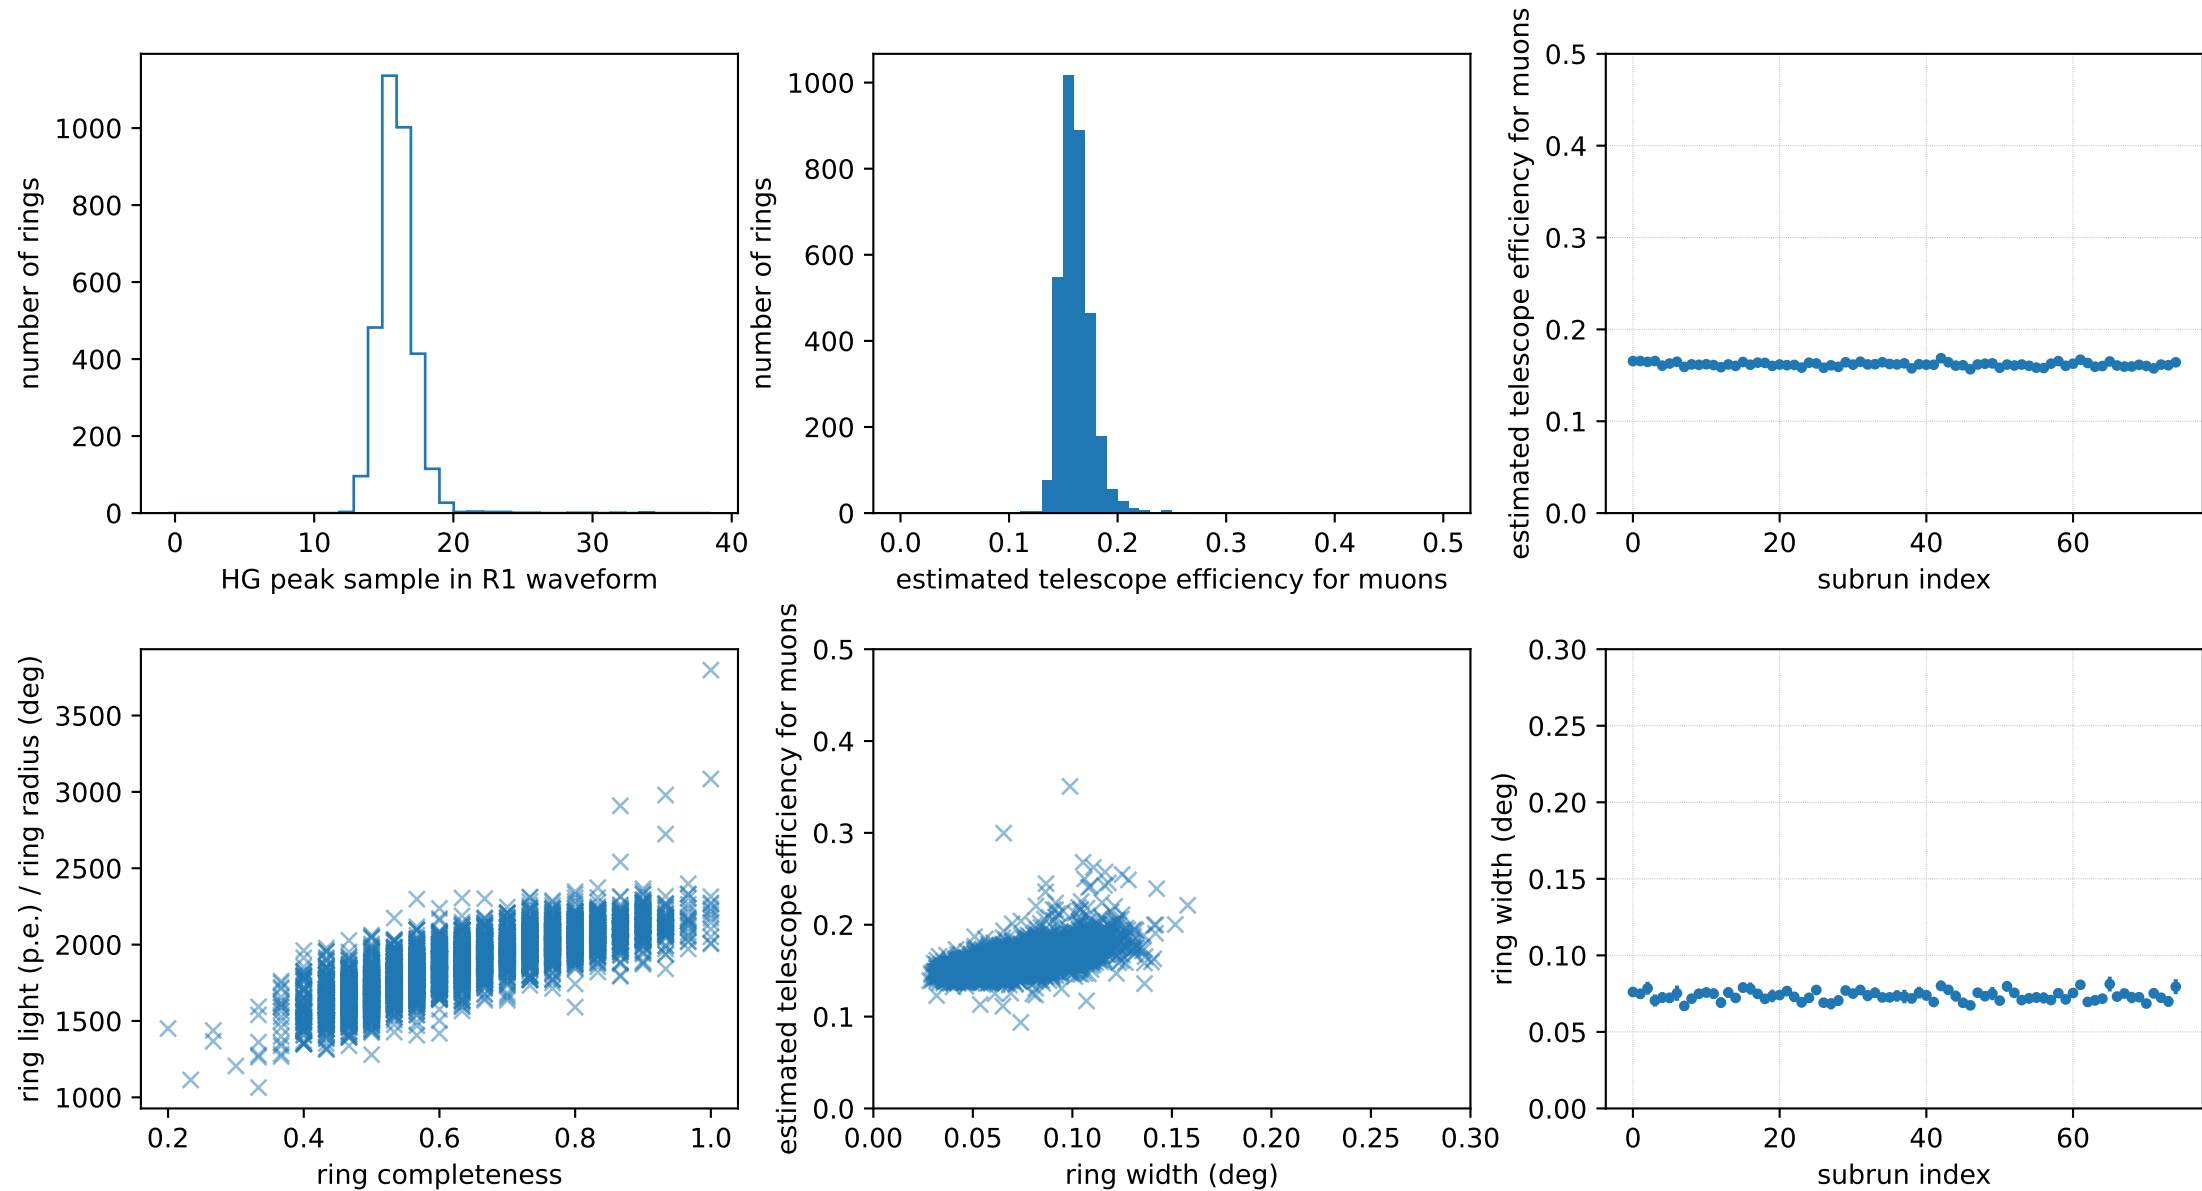 number of rings
1000
800
600
400
200
0
0 10 20 30 40
HG peak sample in R1 waveform
number of rings
1000
800
600
400
200
0
0.0 0.1 0.2 0.3 0.4 0.5
estimated telescope efficiency for muons
estimated telescope efficiency for muons
0.5
0.4
0.3
0.2
0.1
0.0
0 20 40 60
subrun index
ring light (p.e.) / ring radius (deg)
3500
3000
2500
2000
1500
1000
0.2 0.4 0.6 0.8 1.0
ring completeness
estimated telescope efficiency for muons
0.5
0.4
0.3
0.2
0.1
0.0
0.00 0.05 0.10 0.15 0.20 0.25 0.30
ring width (deg)
ring width (deg)
0.30
0.25
0.20
0.15
0.10
0.05
0.00
0 20 40 60
subrun index